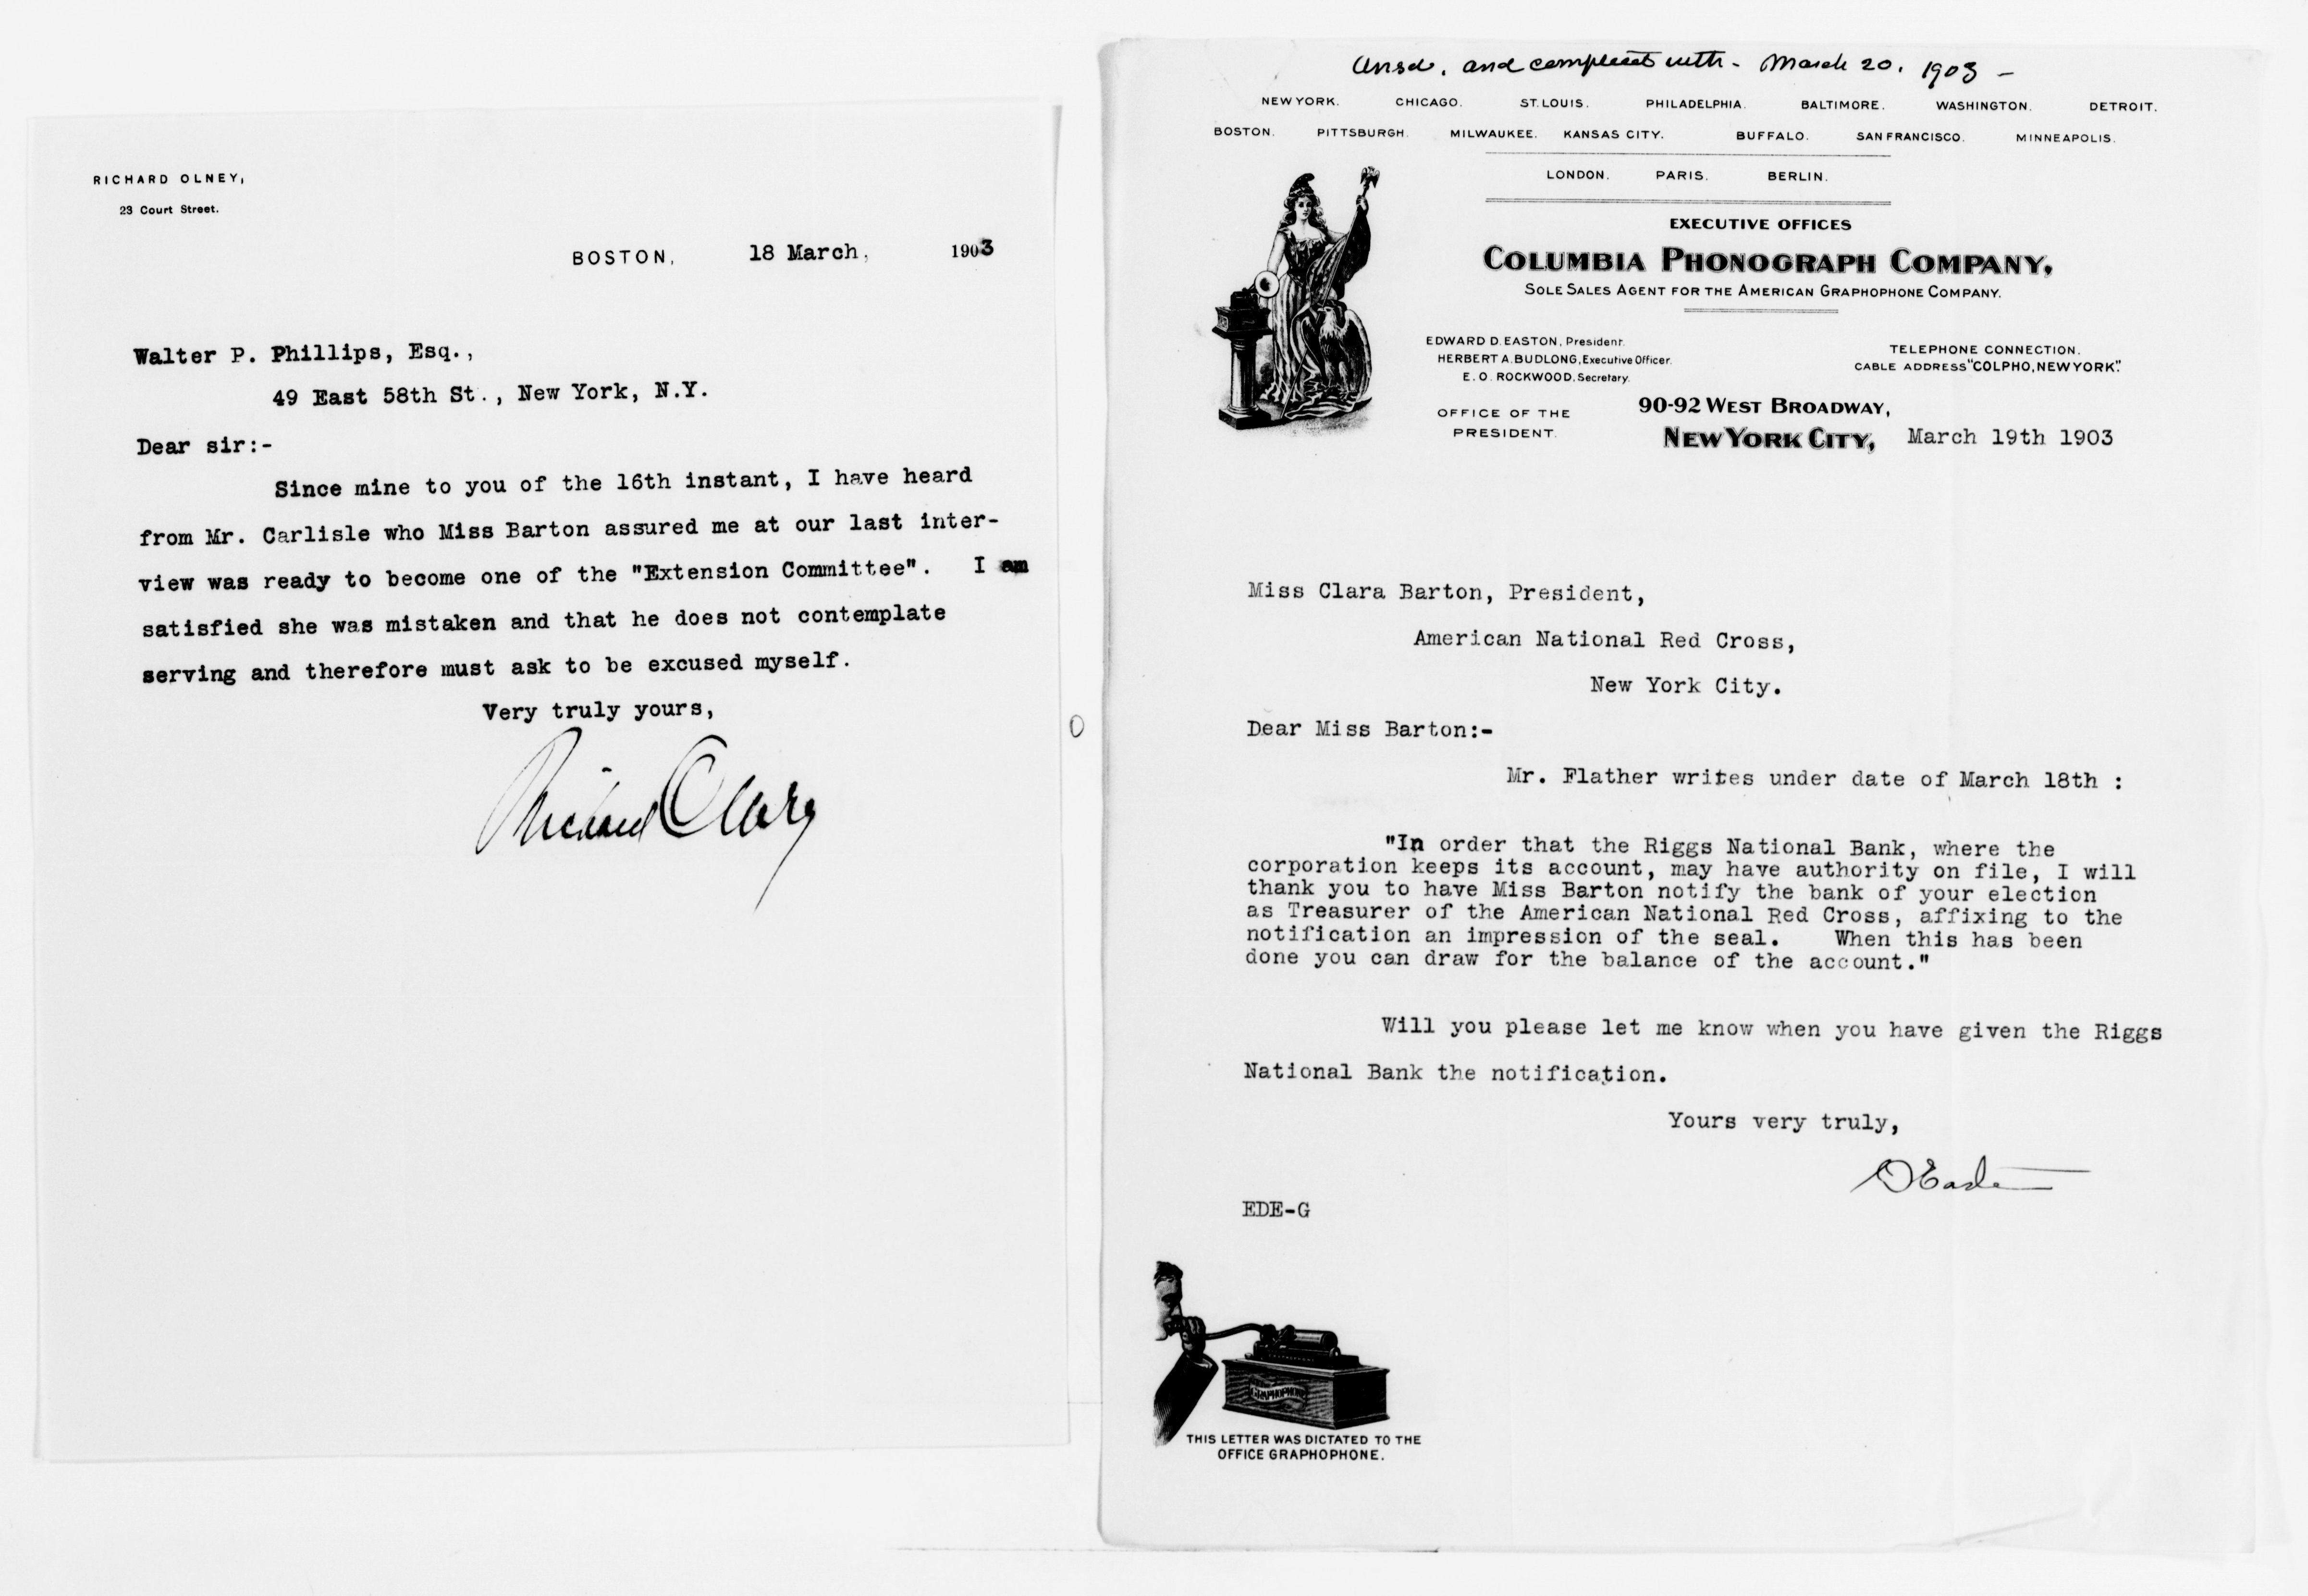 RICHARD OLNEY,
23 Court Street.
BOSTON, 18 March, 1903
Walter P. Phillips, Esq.,
49 East 58th St., New York, N.Y.
Dear sir:-
Since mine to you of the 16th instant, I have heard
from Mr. Carlisle who Miss Barton assured me at our last inter-
view was ready to become one of the "Extension Committee". I am
satisfied she was mistaken and that he does not contemplate
serving and therefore must ask to be excused myself.
Very truly yours,
Richard Olney
Ansd. and complied with - March 20. 1903 -
NEW YORK. CHICAGO. ST. LOUIS. PHILADELPHIA. BALTIMORE. WASHINGTON. DETROIT.
BOSTON. PITTSBURGH. MILWAUKEE. KANSAS CITY. BUFFALO. SAN FRANCISCO. MINNEAPOLIS.
LONDON. PARIS. BERLIN.
EXECUTIVE OFFICES
COLUMBIA PHONOGRAPH COMPANY,
SOLE SALES AGENT FOR THE AMERICAN GRAPHOPHONE COMPANY.
EDWARD D. EASTON, President.
HERBERT A. BUDLONG, Executive Officer.
E. O. ROCKWOOD, Secretary.
TELEPHONE CONNECTION.
CABLE ADDRESS "COLPHO, NEW YORK".
OFFICE OF THE
PRESIDENT.
90-92 WEST BROADWAY,
NEW YORK CITY, March 19th 1903
Miss Clara Barton, President,
American National Red Cross,
New York City.
Dear Miss Barton:-
Mr. Flather writes under date of March 18th :
"In order that the Riggs National Bank, where the
corporation keeps its account, may have authority on file, I will
thank you to have Miss Barton notify the bank of your election
as Treasurer of the American National Red Cross, affixing to the
notification an impression of the seal. When this has been
done you can draw for the balance of the account."
Will you please let me know when you have given the Riggs
National Bank the notification.
Yours very truly,
EDEaston
EDE-G
GRAPHOPHONE
THIS LETTER WAS DICTATED TO THE
OFFICE GRAPHOPHONE.